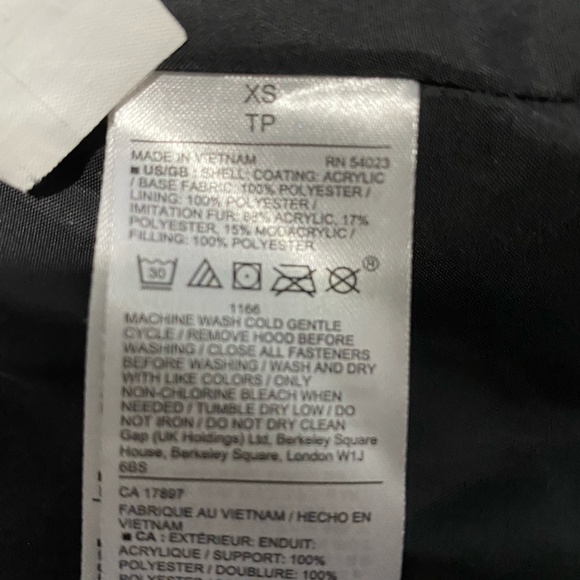 XS
TP
MADE IN VIETNAM RN 54023
■ US/GB : SHELL: COATING: ACRYLIC
/ BASE FABRIC: 100% POLYESTER /
LINING: 100% POLYESTER /
IMITATION FUR: 68% ACRYLIC, 17%
POLYESTER, 15% MODACRYLIC /
FILLING: 100% POLYESTER
30
®
1166
MACHINE WASH COLD GENTLE
CYCLE / REMOVE HOOD BEFORE
WASHING / CLOSE ALL FASTENERS
BEFORE WASHING / WASH AND DRY
WITH LIKE COLORS / ONLY
NON-CHLORINE BLEACH WHEN
NEEDED / TUMBLE DRY LOW / DO
NOT IRON / DO NOT DRY CLEAN
Gap (UK Holdings) Ltd, Berkeley Square
House, Berkeley Square, London W1J
6BS
CA 17897
FABRIQUE AU VIETNAM / HECHO EN
VIETNAM
■ CA : EXTÉRIEUR: ENDUIT:
ACRYLIQUE / SUPPORT: 100%
POLYESTER / DOUBLURE: 100%